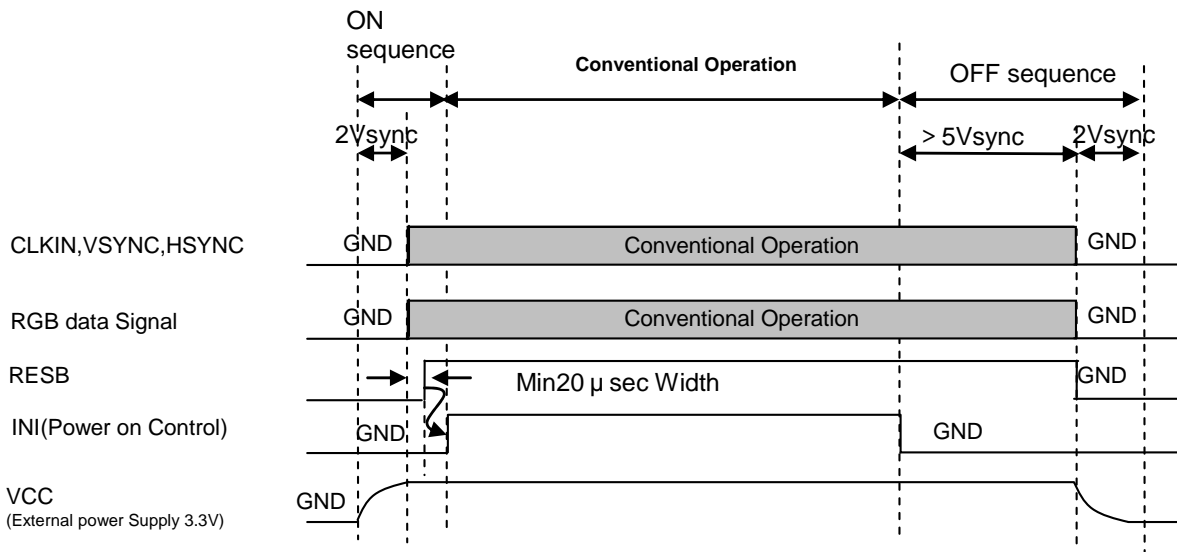 ON
sequence
Conventional Operation
OFF sequence
2Vsync
> 5Vsync
2Vsync
CLKIN,VSYNC,HSYNC
GND
Conventional Operation
GND
RGB data Signal
GND
Conventional Operation
GND
RESB
Min20 μ sec Width
GND
INI(Power on Control)
GND
GND
VCC
(External power Supply 3.3V)
GND